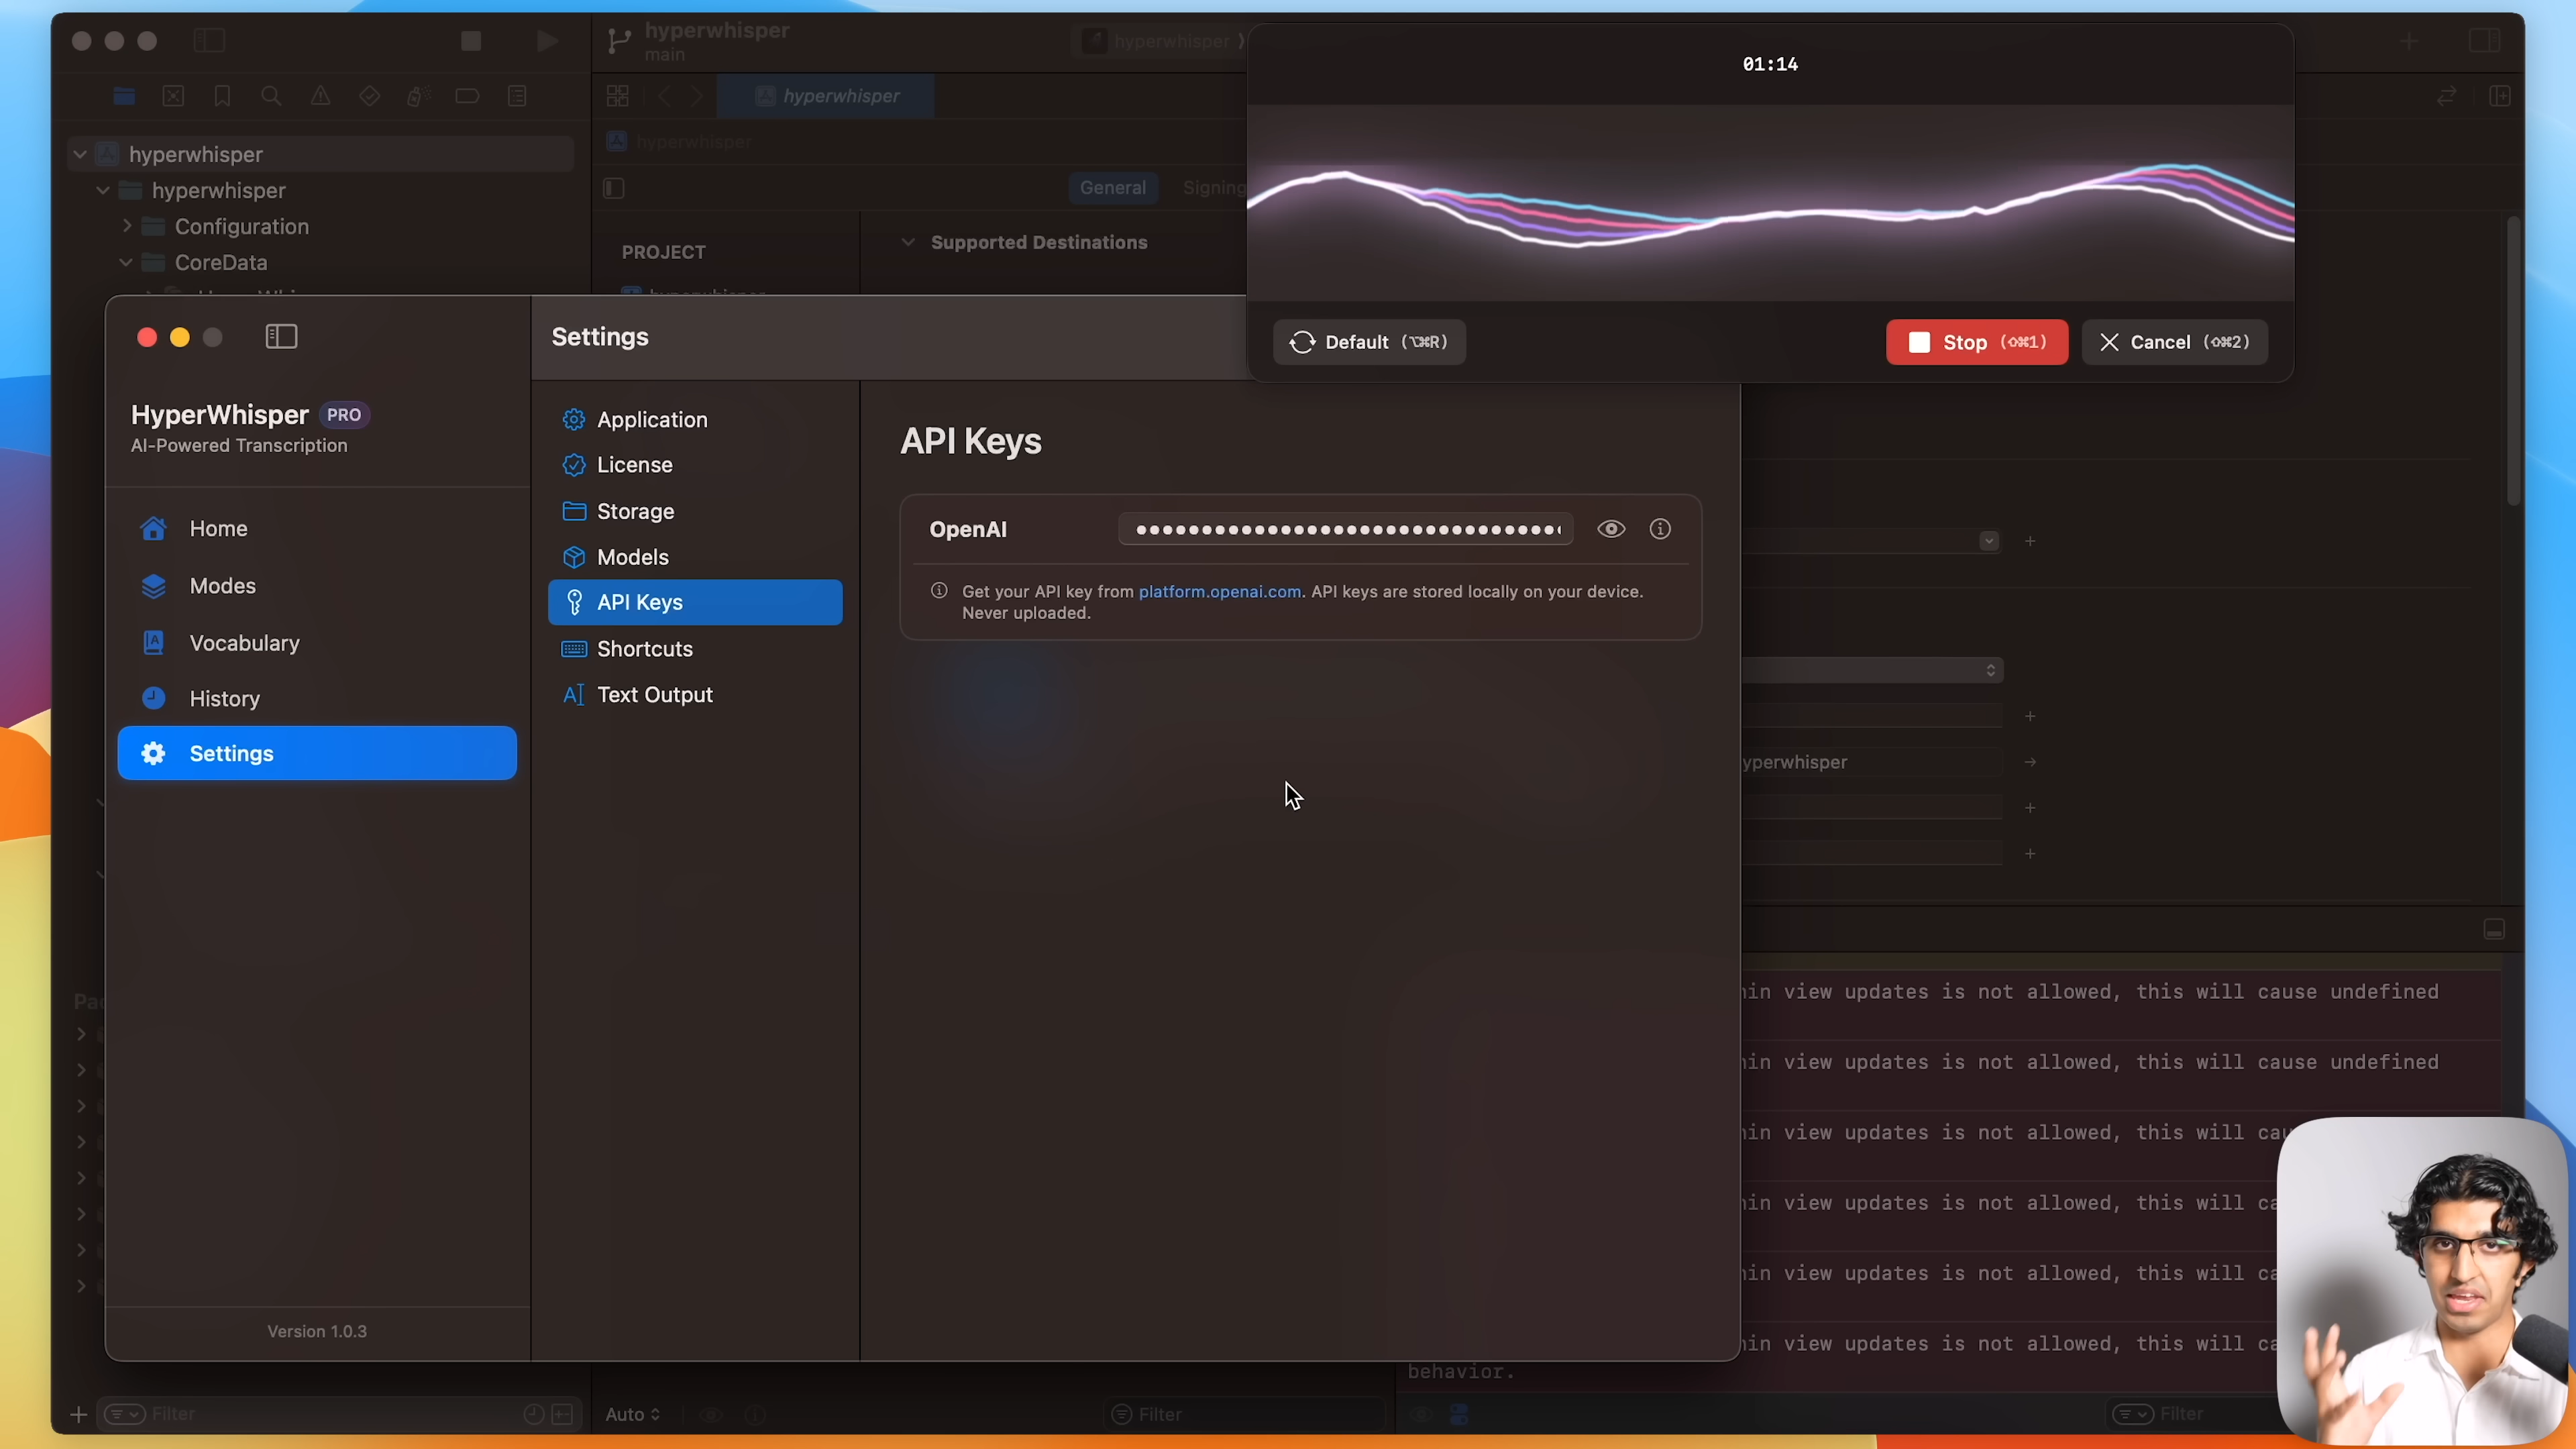 hyperwhisper
main
hyperwhisper
01:14
hyperwhisper
hyperwhisper
hyperwhisper
hyperwhisper
Configuration
CoreData
General
Signing
PROJECT
Supported Destinations
Default (⌥⌘R)
Stop (⇧⌘1)
Cancel (⇧⌘2)
Settings
HyperWhisper PRO
AI-Powered Transcription
Home
Modes
Vocabulary
History
Settings
Version 1.0.3
Application
License
Storage
Models
API Keys
Shortcuts
Text Output
API Keys
OpenAI
Get your API key from platform.openai.com. API keys are stored locally on your device.
Never uploaded.
yperwhisper
in view updates is not allowed, this will cause undefined
in view updates is not allowed, this will cause undefined
in view updates is not allowed, this will cau
in view updates is not allowed, this will ca
in view updates is not allowed, this will ca
in view updates is not allowed, this will ca
behavior.
Filter
Auto
Filter
Filter